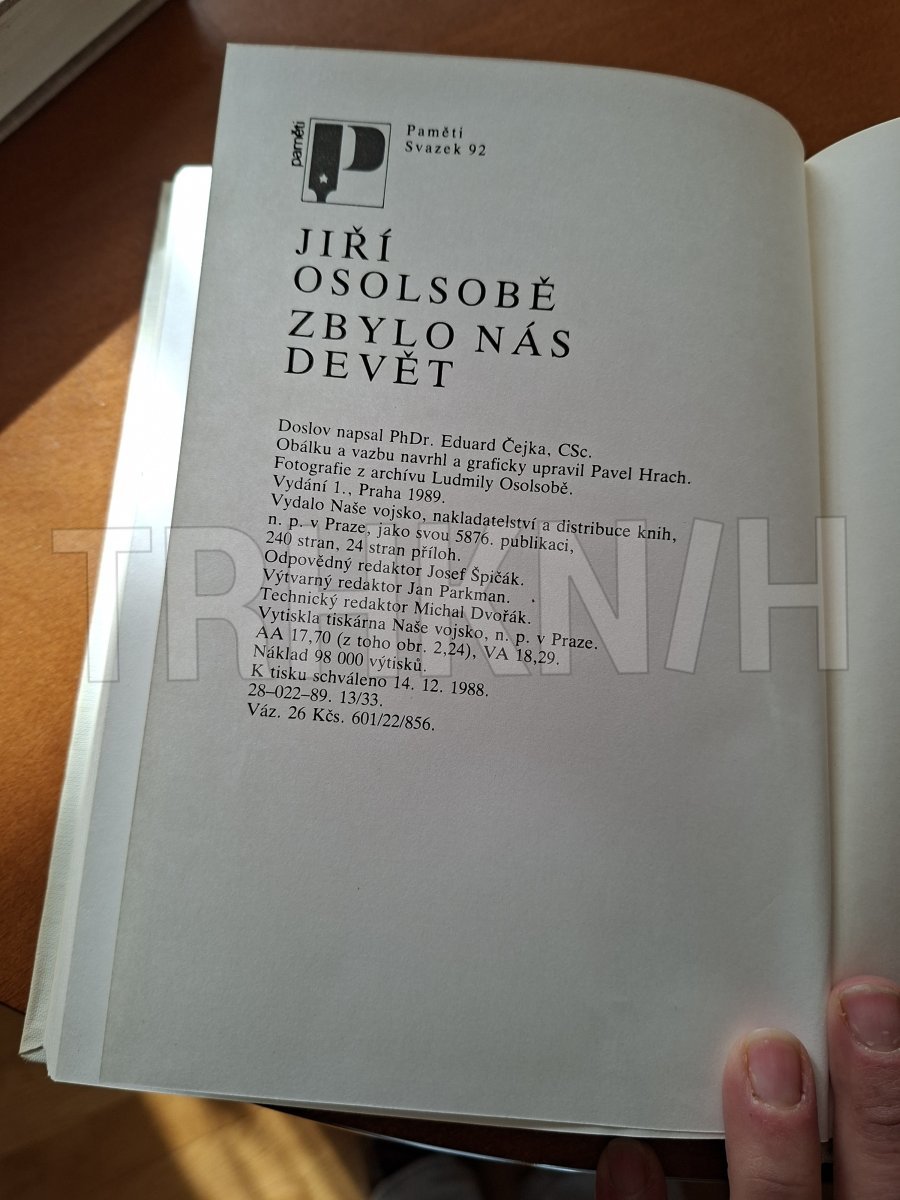 paměti
Paměti
Svazek 92
JIŘÍ
OSOLSOBĚ
ZBYLO NÁS
DEVĚT
Doslov napsal PhDr. Eduard Čejka, CSc.
Obálku a vazbu navrhl a graficky upravil Pavel Hrach.
Fotografie z archívu Ludmily Osolsobě.
Vydání 1., Praha 1989.
Vydalo Naše vojsko, nakladatelství a distribuce knih,
n. p. v Praze, jako svou 5876. publikaci,
240 stran, 24 stran příloh.
Odpovědný redaktor Josef Špičák.
Výtvarný redaktor Jan Parkman.
Technický redaktor Michal Dvořák.
Vytiskla tiskárna Naše vojsko, n. p. v Praze.
AA 17,70 (z toho obr. 2,24), VA 18,29.
Náklad 98 000 výtisků.
K tisku schváleno 14. 12. 1988.
28–022–89. 13/33.
Váz. 26 Kčs. 601/22/856.
TRHKNIH